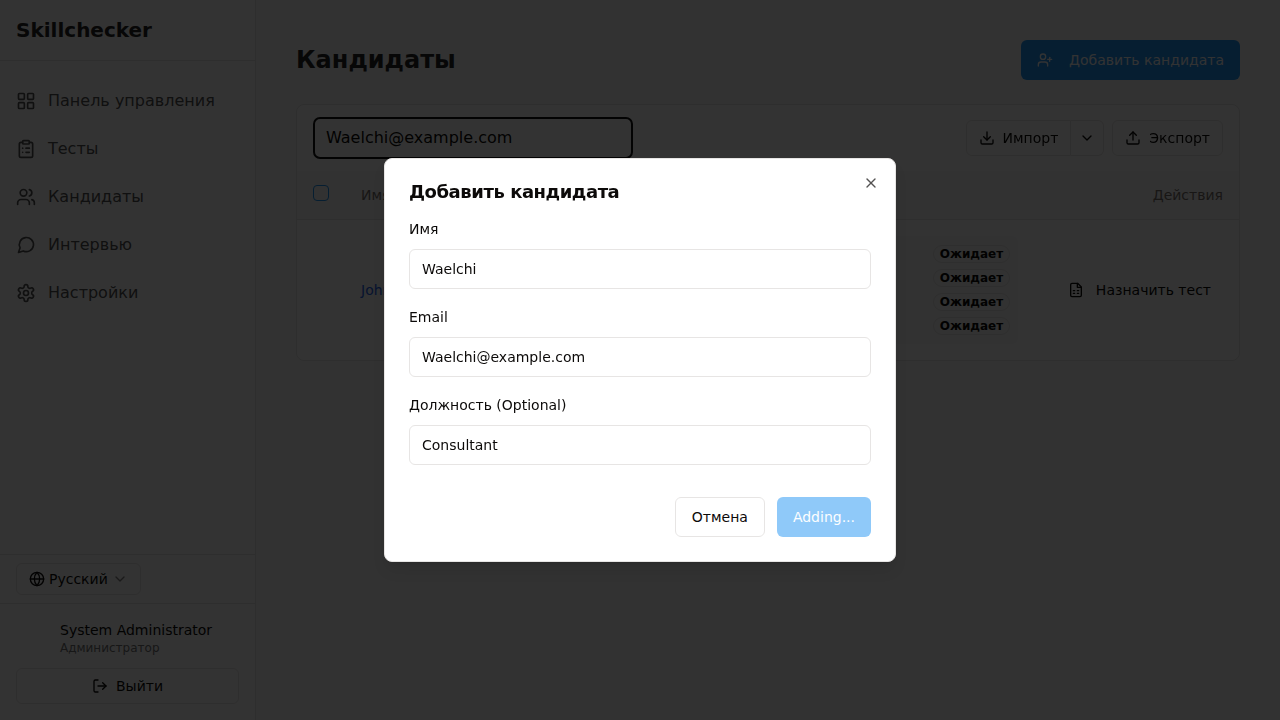 Skillchecker
Панель управления
Тесты
Кандидаты
Интервью
Настройки
Русский
System Administrator
Администратор
Выйти
Кандидаты
Добавить кандидата
Waelchi@example.com
Импорт
Экспорт
Действия
Ожидает
Ожидает
Ожидает
Ожидает
Назначить тест
Добавить кандидата
Имя
Waelchi
Email
Waelchi@example.com
Должность (Optional)
Consultant
Отмена
Adding...